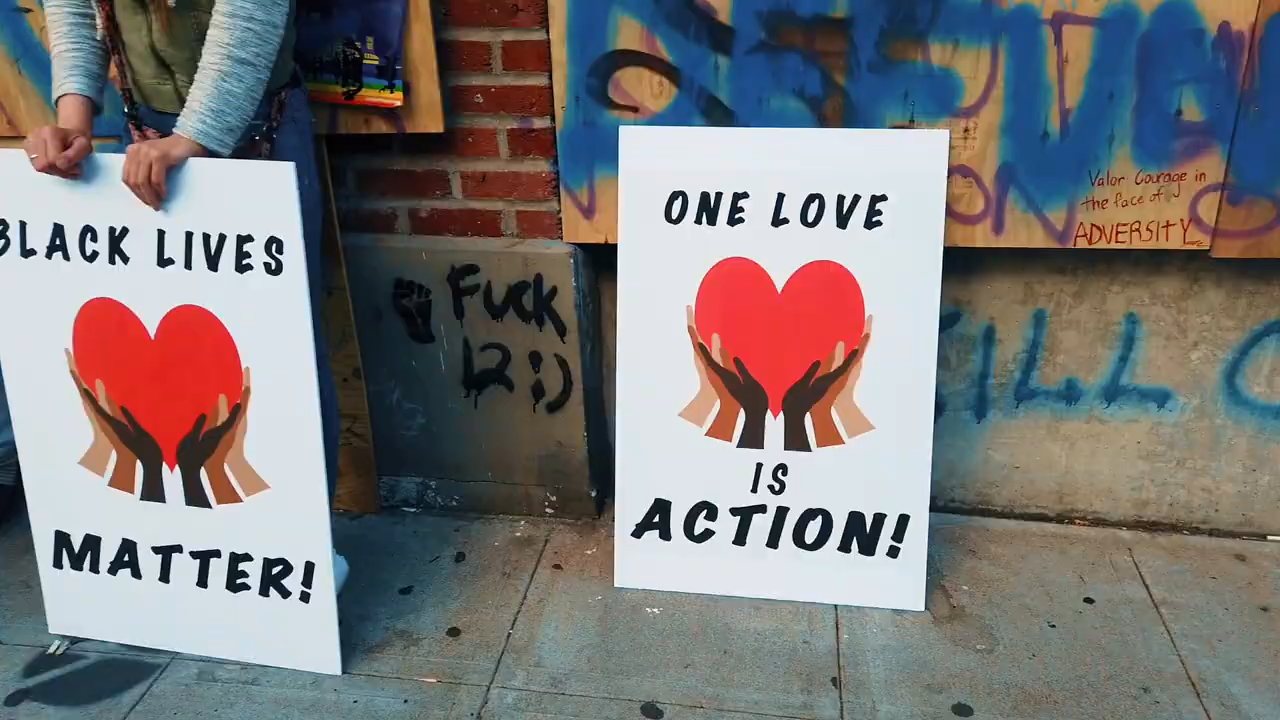 BLACK LIVES
MATTER!
Fuck
12 :)
ONE LOVE
IS
ACTION!
Valor Courage in
the face of
ADVERSITY